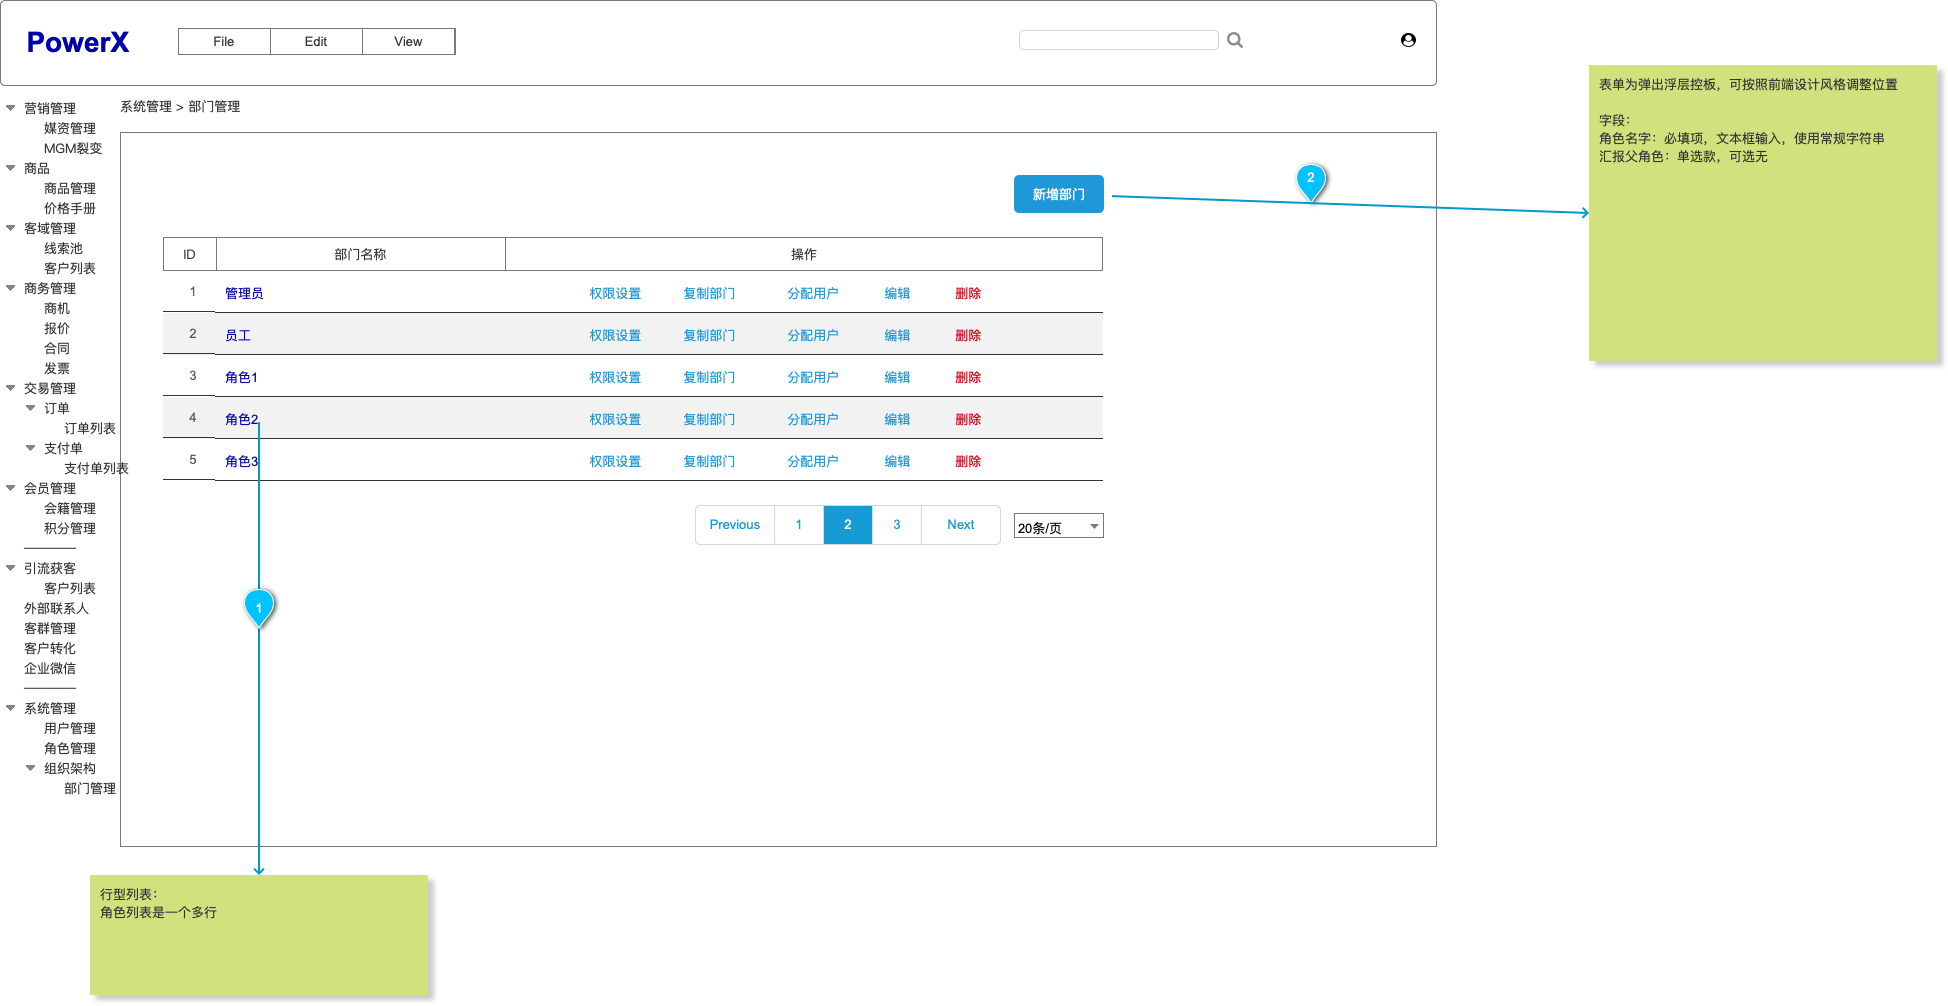 PowerX
File
Edit
View
营销管理
媒资管理
MGM裂变
商品
商品管理
价格手册
客域管理
线索池
客户列表
商务管理
商机
报价
合同
发票
交易管理
订单
订单列表
支付单
支付单列表
会员管理
会籍管理
积分管理
引流获客
客户列表
外部联系人
客群管理
客户转化
企业微信
系统管理
用户管理
角色管理
组织架构
部门管理
系统管理 > 部门管理
新增部门
2
ID 部门名称 操作
1 管理员 权限设置 复制部门 分配用户 编辑 删除
2 员工 权限设置 复制部门 分配用户 编辑 删除
3 角色1 权限设置 复制部门 分配用户 编辑 删除
4 角色2 权限设置 复制部门 分配用户 编辑 删除
5 角色3 权限设置 复制部门 分配用户 编辑 删除
Previous 1 2 3 Next 20条/页
1
表单为弹出浮层控板，可按照前端设计风格调整位置
字段：
角色名字：必填项，文本框输入，使用常规字符串
汇报父角色：单选款，可选无
行型列表：
角色列表是一个多行